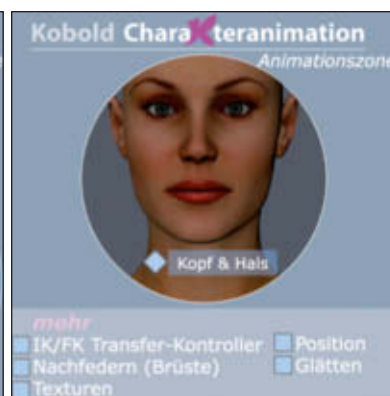 Kobold CharaKteranimation
Animationszone
Kopf & Hals
mehr
IK/FK Transfer-Kontroller
Position
Nachfedern (Brüste)
Glätten
Texturen